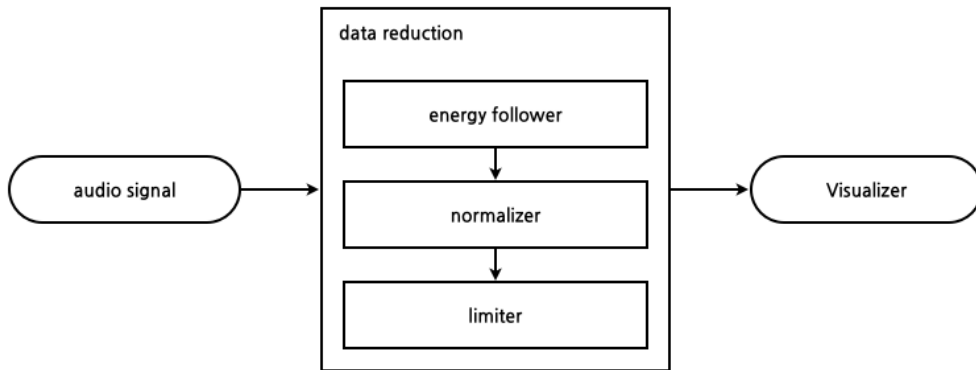 data reduction
energy follower
audio signal
normalizer
Visualizer
limiter